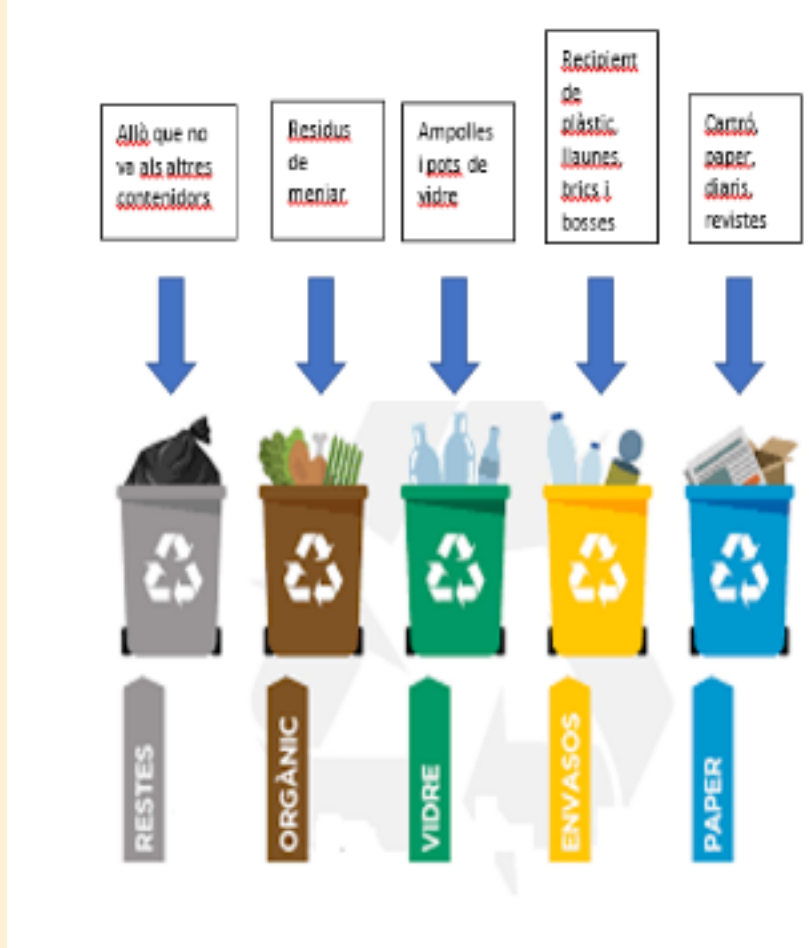 Allò que no
va als altres
contenidors
Residus
de
menjar.
Ampolles
i pots de
vidre
Recipient
de
plàstic,
llaunes,
brics i
bosses
Cartró,
paper,
diaris,
revistes
RESTES
ORGÀNIC
VIDRE
ENVASOS
PAPER